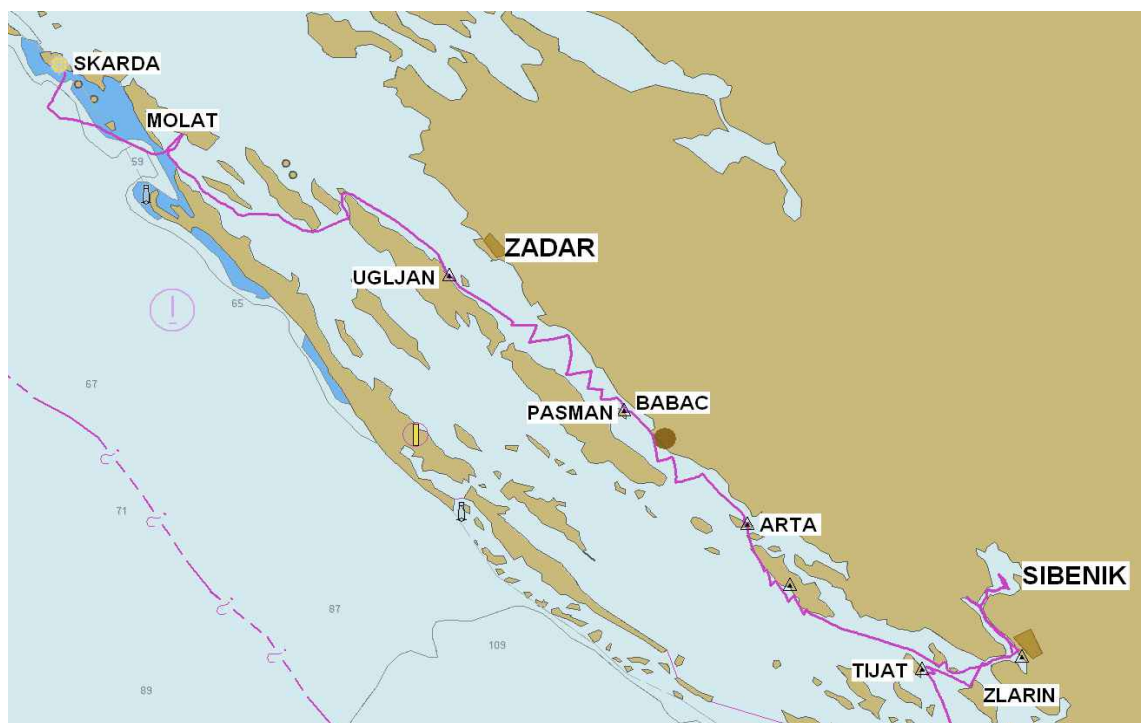 SKARDA
MOLAT
59
ZADAR
UGLJAN
65
67
BABAC
PASMAN
71
ARTA
SIBENIK
87
109
TIJAT
89
ZLARIN